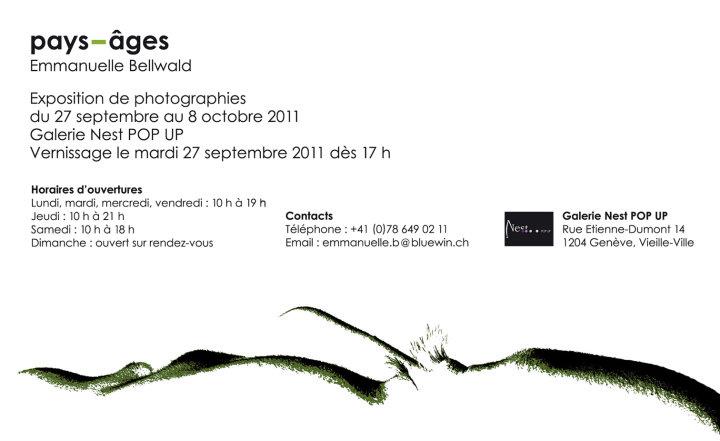 pays–âges
Emmanuelle Bellwald
Exposition de photographies
du 27 septembre au 8 octobre 2011
Galerie Nest POP UP
Vernissage le mardi 27 septembre 2011 dès 17 h
Horaires d'ouvertures
Lundi, mardi, mercredi, vendredi : 10 h à 19 h
Jeudi : 10 h à 21 h
Samedi : 10 h à 18 h
Dimanche : ouvert sur rendez-vous
Contacts
Téléphone : +41 (0)78 649 02 11
Email : emmanuelle.b@bluewin.ch
Nest... POP UP
Galerie Nest POP UP
Rue Etienne-Dumont 14
1204 Genève, Vieille-Ville